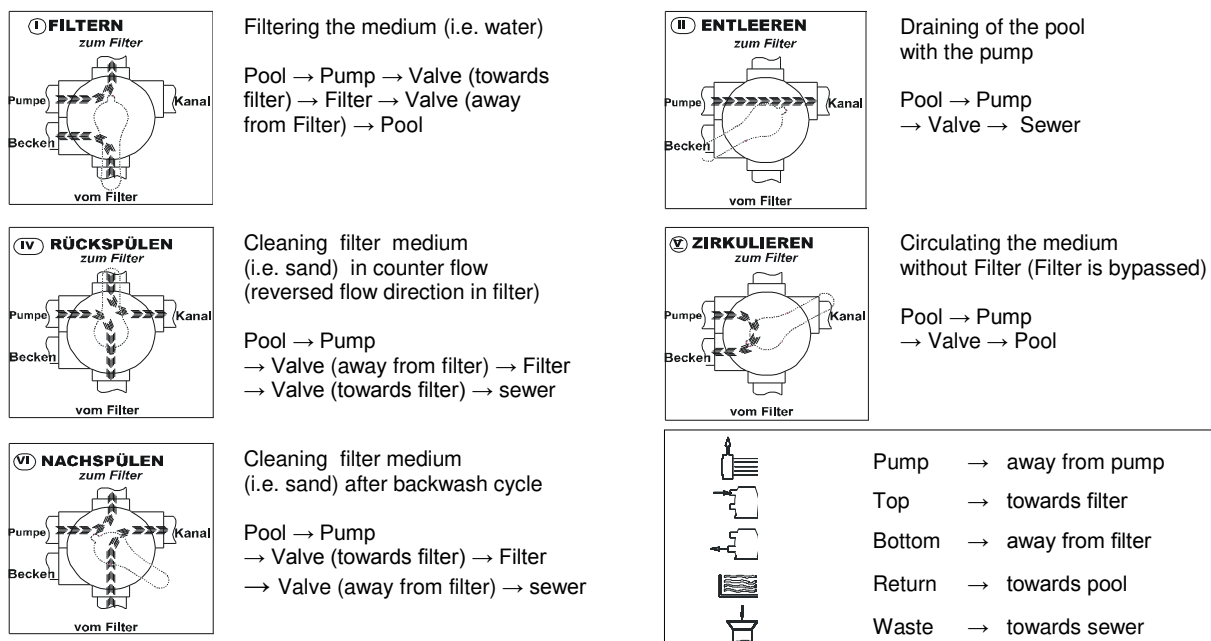 I FILTERN
zum Filter
Pumpe
Kanal
Becken
vom Filter
Filtering the medium (i.e. water)
Pool → Pump → Valve (towards
filter) → Filter → Valve (away
from Filter) → Pool
II ENTLEEREN
zum Filter
Pumpe
Kanal
Becken
vom Filter
Draining of the pool
with the pump
Pool → Pump
→ Valve → Sewer
IV RÜCKSPÜLEN
zum Filter
Pumpe
Kanal
Becken
vom Filter
Cleaning filter medium
(i.e. sand) in counter flow
(reversed flow direction in filter)
Pool → Pump
→ Valve (away from filter) → Filter
→ Valve (towards filter) → sewer
V ZIRKULIEREN
zum Filter
Pumpe
Kanal
Becken
vom Filter
Circulating the medium
without Filter (Filter is bypassed)
Pool → Pump
→ Valve → Pool
VI NACHSPÜLEN
zum Filter
Pumpe
Kanal
Becken
vom Filter
Cleaning filter medium
(i.e. sand) after backwash cycle
Pool → Pump
→ Valve (towards filter) → Filter
→ Valve (away from filter) → sewer
Pump → away from pump
Top → towards filter
Bottom → away from filter
Return → towards pool
Waste → towards sewer